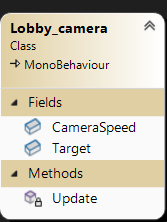 Lobby_camera
Class
MonoBehaviour
Fields
CameraSpeed
Target
Methods
Update